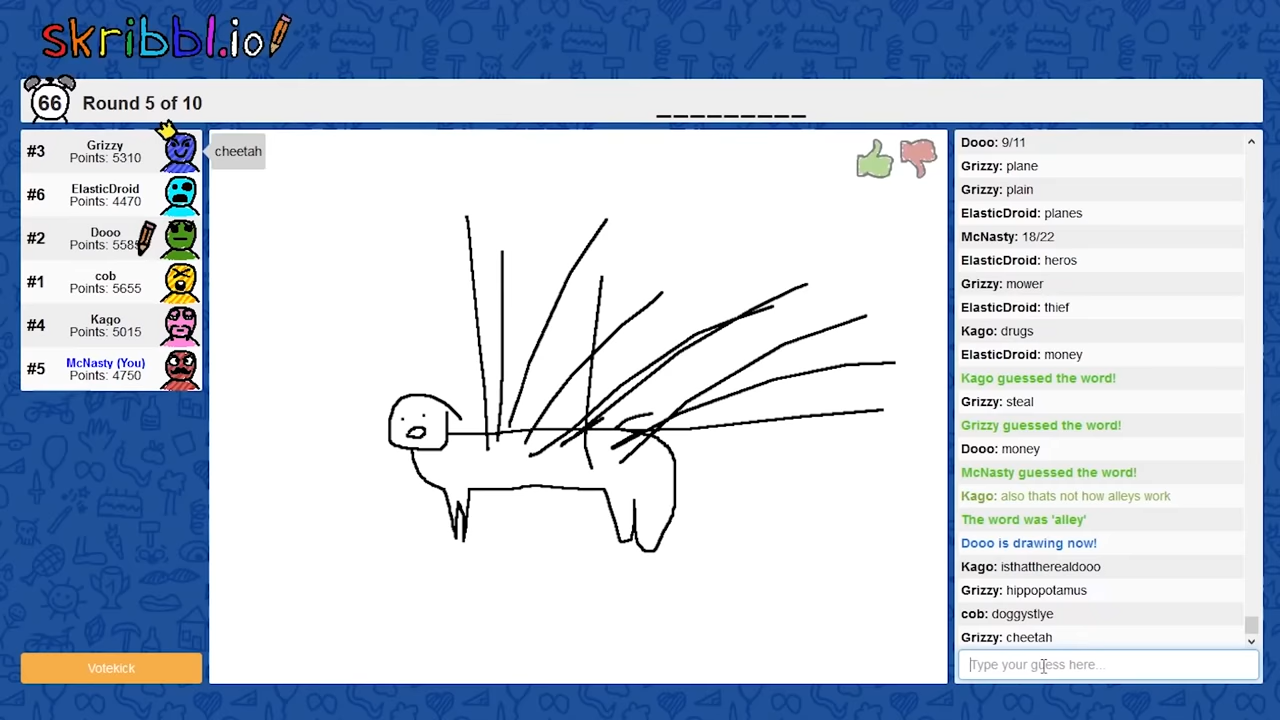 skribbl.io
66
Round 5 of 10
_________
#3
Grizzy
Points: 5310
cheetah
#6
ElasticDroid
Points: 4470
#2
Dooo
Points: 5585
#1
cob
Points: 5655
#4
Kago
Points: 5015
#5
McNasty (You)
Points: 4750
Votekick
Dooo: 9/11
Grizzy: plane
Grizzy: plain
ElasticDroid: planes
McNasty: 18/22
ElasticDroid: heros
Grizzy: mower
ElasticDroid: thief
Kago: drugs
ElasticDroid: money
Kago guessed the word!
Grizzy: steal
Grizzy guessed the word!
Dooo: money
McNasty guessed the word!
Kago: also thats not how alleys work
The word was 'alley'
Dooo is drawing now!
Kago: isthattherealdooo
Grizzy: hippopotamus
cob: doggystlye
Grizzy: cheetah
Type your guess here...